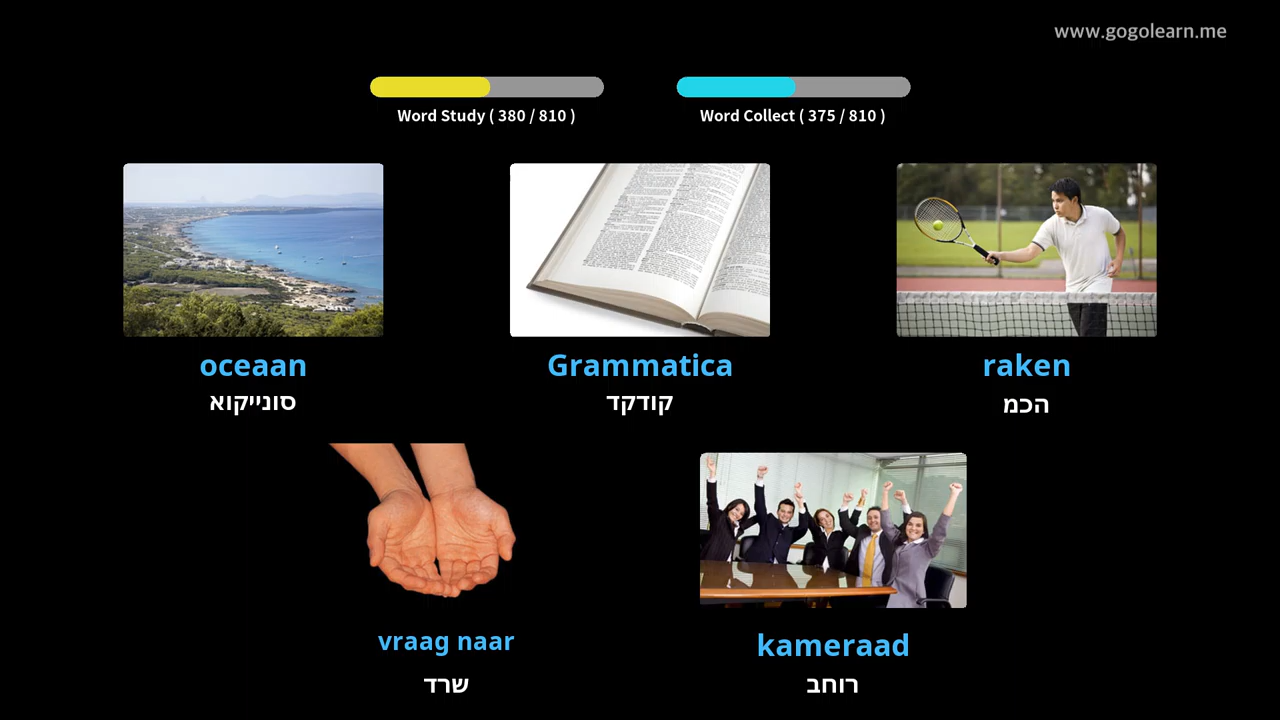 www.gogolearn.me
Word Study ( 380 / 810 )
Word Collect ( 375 / 810 )
oceaan
סונייקוא
Grammatica
קודקד
raken
הכמ
vraag naar
שרד
kameraad
רוחב